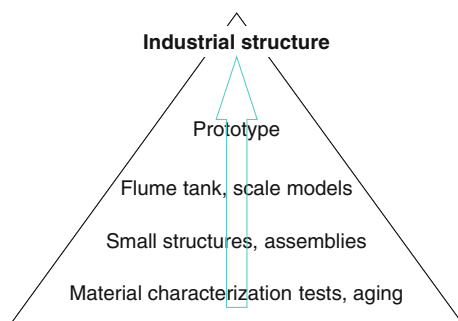 Industrial structure
Prototype
Flume tank, scale models
Small structures, assemblies
Material characterization tests, aging